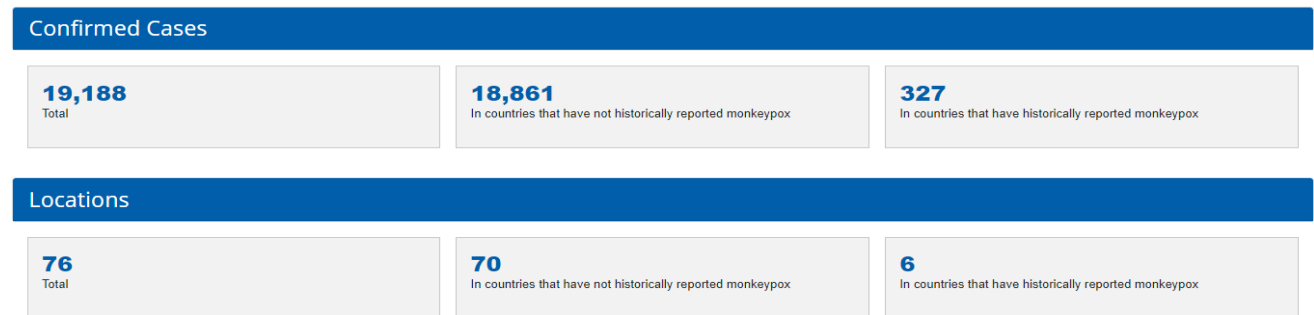 Confirmed Cases
19,188
Total
18,861
In countries that have not historically reported monkeypox
327
In countries that have historically reported monkeypox
Locations
76
Total
70
In countries that have not historically reported monkeypox
6
In countries that have historically reported monkeypox